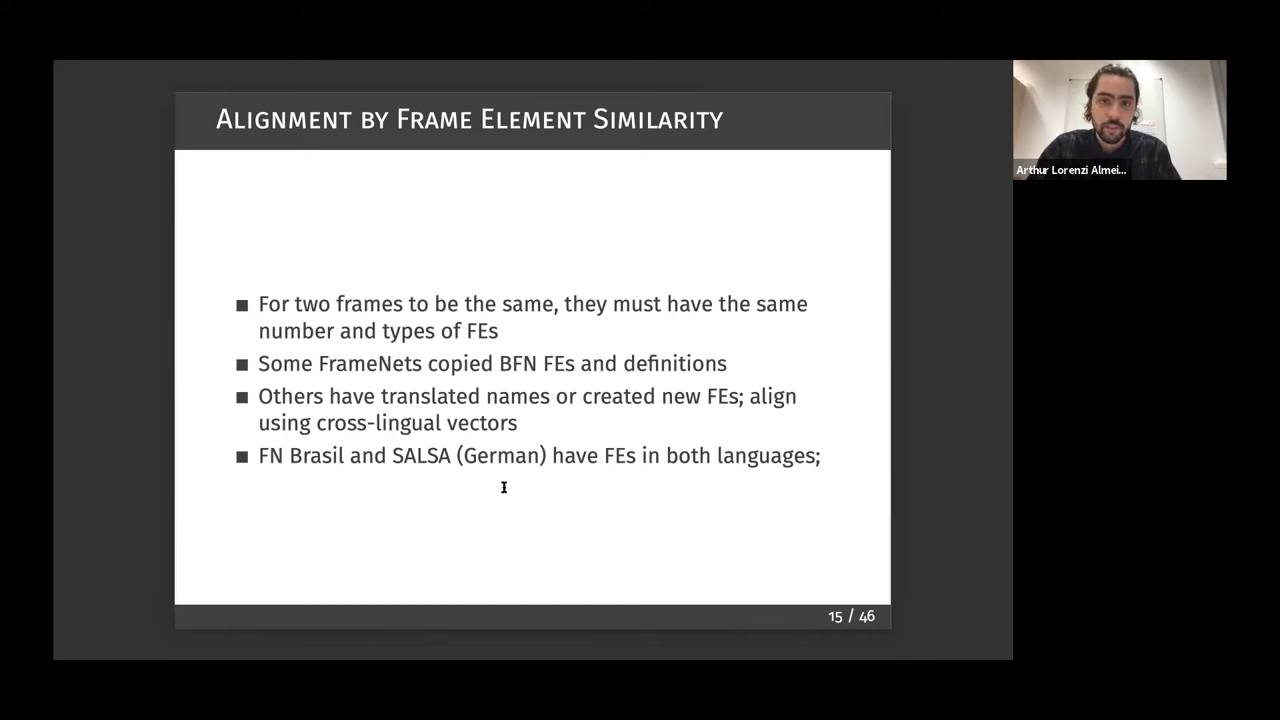 Alignment by Frame Element Similarity
For two frames to be the same, they must have the same
number and types of FEs
Some FrameNets copied BFN FEs and definitions
Others have translated names or created new FEs; align
using cross-lingual vectors
FN Brasil and SALSA (German) have FEs in both languages;
15 / 46
Arthur Lorenzi Almei...